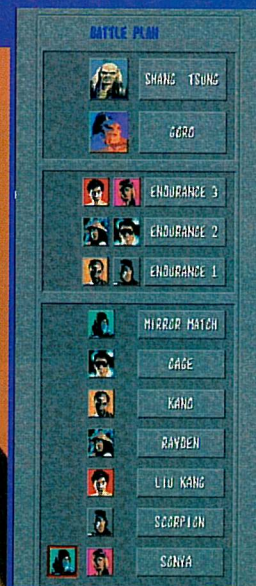 BATTLE PLAN
SHANG TSUNG
GORO
ENDURANCE 3
ENDURANCE 2
ENDURANCE 1
MIRROR MATCH
CAGE
KANO
RAYDEN
LIU KANG
SCORPION
SONYA